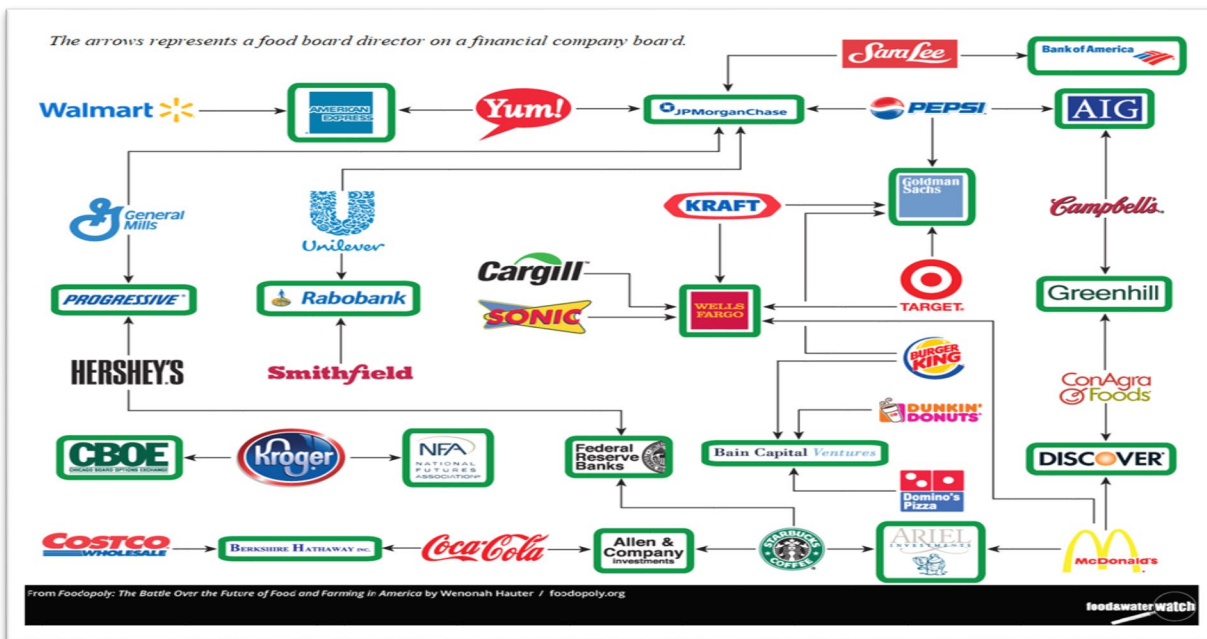 The arrows represents a food board director on a financial company board.
Sara Lee
Bank of America
Walmart
AMERICAN
EXPRESS
Yum!
JPMorganChase
PEPSI
AIG
General
Mills
Unilever
KRAFT
Goldman
Sachs
Campbell's
PROGRESSIVE
Rabobank
Cargill
SONIC
WELLS
FARGO
TARGET
Greenhill
HERSHEY'S
Smithfield
BURGER
KING
ConAgra
Foods
DUNKIN'
DONUTS
CBOE
CHICAGO BOARD OPTIONS EXCHANGE
Kroger
NFA
NATIONAL
FUTURES
ASSOCIATION
Federal
Reserve
Banks
Bain Capital Ventures
DISCOVER
Domino's
Pizza
COSTCO
WHOLESALE
BERKSHIRE HATHAWAY INC.
Coca-Cola
Allen &
Company
Investments
STARBUCKS
COFFEE
ARIEL
INVESTMENTS
McDonald's
From Foodopoly: The Battle Over the Future of Food and Farming in America by Wenonah Hauter / foodopoly.org
food&waterwatch